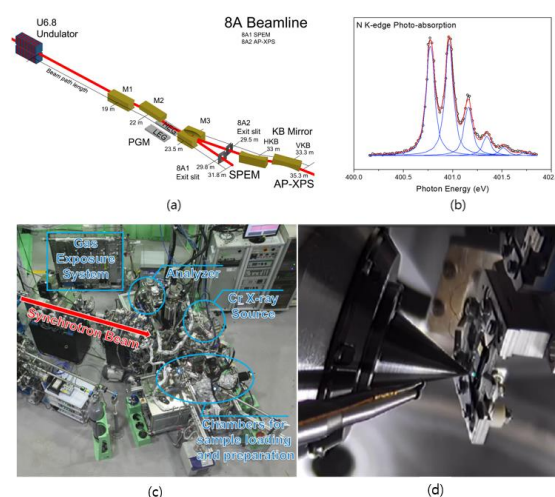 U6.8
Undulator
8A Beamline
8A1 SPEM
8A2 AP-XPS
Beam path length
M1
19 m
M2
22 m
PGM
LEG
23.5 m
M3
8A2
Exit slit
29.5 m
KB Mirror
HKB
33 m
VKB
33.3 m
8A1
Exit slit
29.8 m
31.8 m
SPEM
35.3 m
AP-XPS
(a)
N K-edge Photo-absorption
400.0
400.5
401.0
401.5
402
Photon Energy (eV)
(b)
Gas
Exposure
System
Analyzer
Cr X-ray
Source
Synchrotron Beam
Chambers for
sample loading
and preparation
(c)
(d)